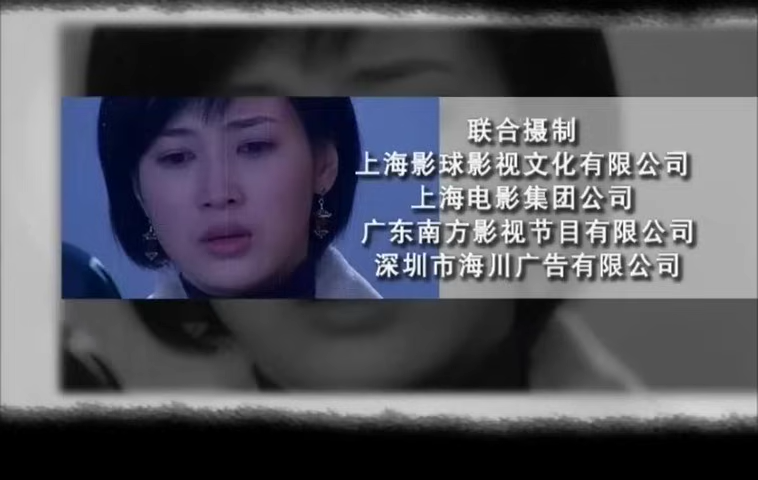 联合摄制
上海影球影视文化有限公司
上海电影集团公司
广东南方影视节目有限公司
深圳市海川广告有限公司